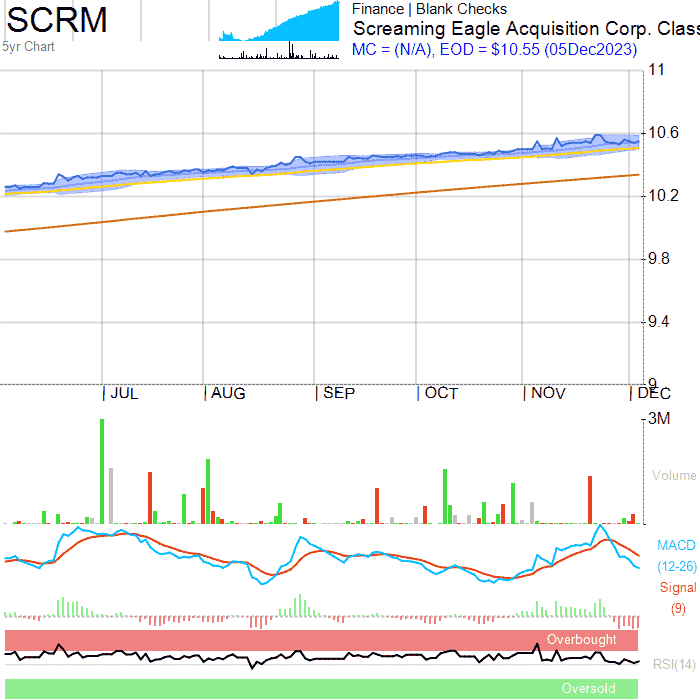 SCRM
5yr Chart
Finance | Blank Checks
Screaming Eagle Acquisition Corp. Class
MC = (N/A), EOD = $10.55 (05Dec2023)
11
10.6
10.2
9.8
9.4
9
JUL AUG SEP OCT NOV DEC
3M
Volume
MACD
(12-26)
Signal
(9)
Overbought
RSI(14)
Oversold